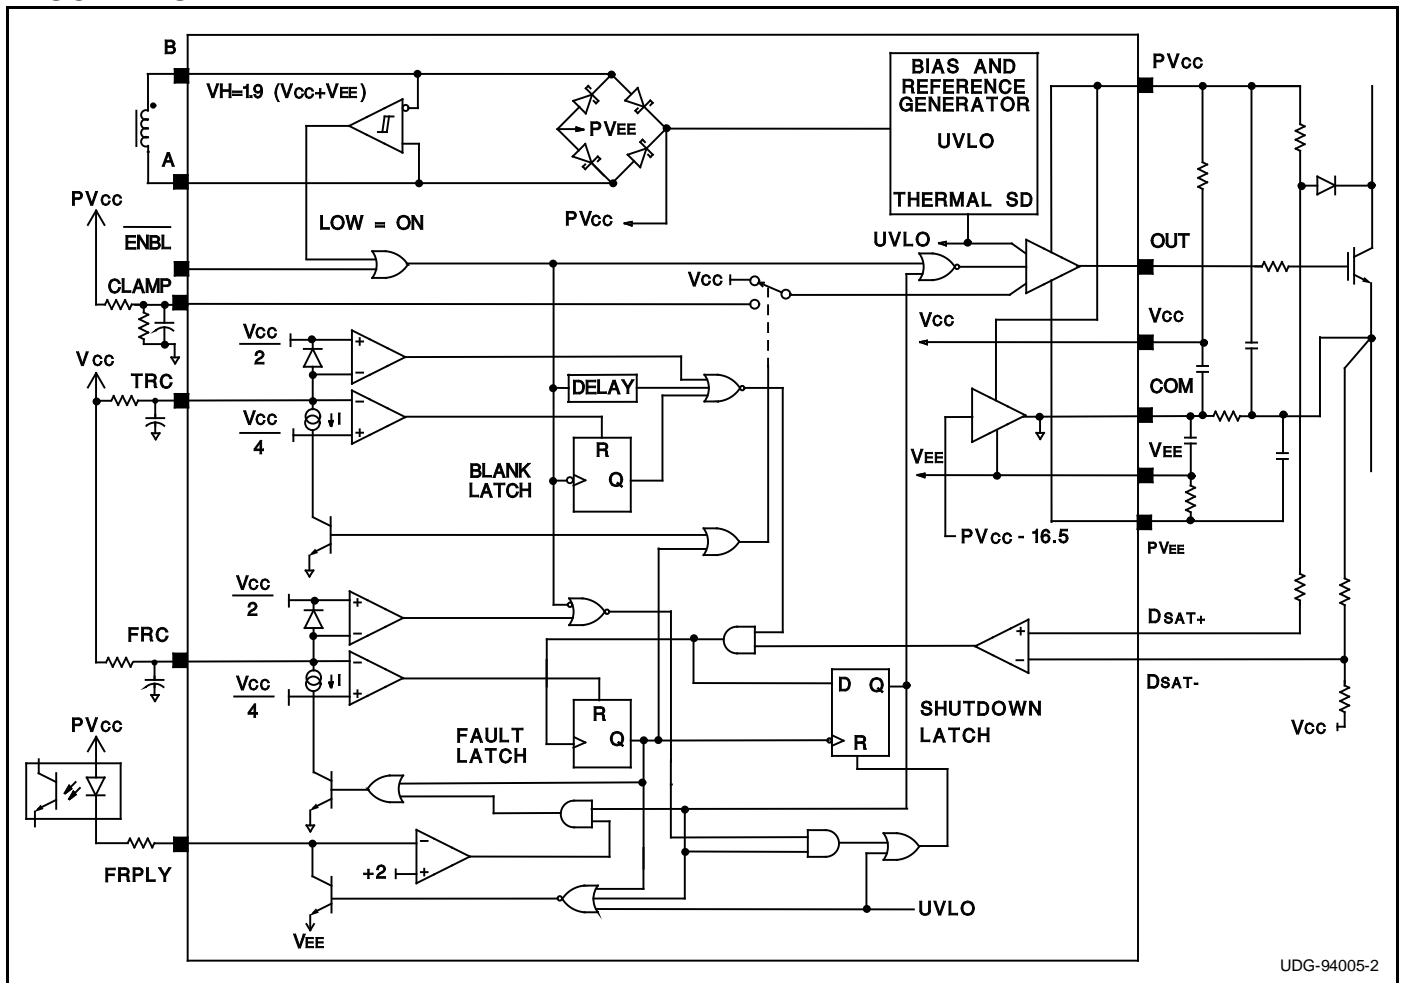 B
VH=1.9 (VCC+VEE)
PVEE
BIAS AND
REFERENCE
GENERATOR
UVLO
THERMAL SD
PVCC
A
PVCC
LOW = ON
PVCC
ENBL
UVLO
OUT
CLAMP
VCC
VCC
2
VCC
VCC
VCC
TRC
DELAY
COM
I
VCC
4
R
Q
BLANK
LATCH
VEE
VEE
PVCC - 16.5
PVEE
VCC
2
DSAT+
FRC
+
-
DSAT-
I
VCC
4
D Q
R
SHUTDOWN
LATCH
R
Q
FAULT
LATCH
VCC
PVCC
FRPLY
+2
UVLO
VEE
UDG-94005-2